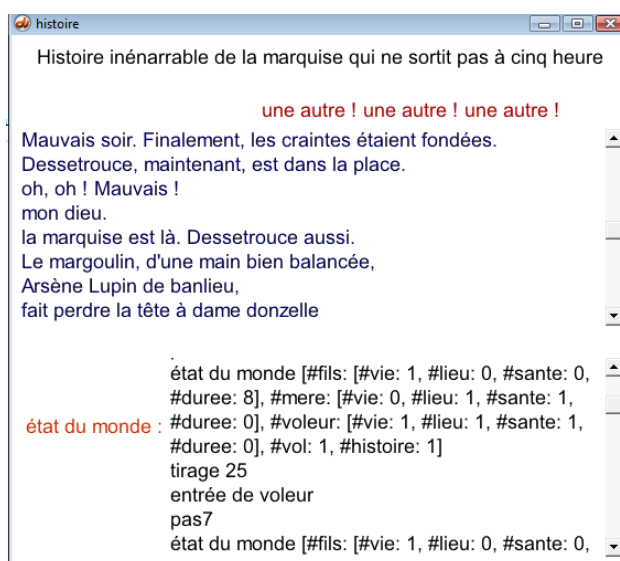 histoire
Histoire inénarrable de la marquise qui ne sortit pas à cinq heure
une autre ! une autre ! une autre !
Mauvais soir. Finalement, les craintes étaient fondées.
Dessetrouce, maintenant, est dans la place.
oh, oh ! Mauvais !
mon dieu.
la marquise est là. Dessetrouce aussi.
Le margoulin, d'une main bien balancée,
Arsène Lupin de banlieu,
fait perdre la tête à dame donzelle
.
état du monde [#fils: [#vie: 1, #lieu: 0, #sante: 0,
#duree: 8], #mere: [#vie: 0, #lieu: 1, #sante: 1,
état du monde : #duree: 0], #voleur: [#vie: 1, #lieu: 1, #sante: 1,
#duree: 0], #vol: 1, #histoire: 1]
tirage 25
entrée de voleur
pas7
état du monde [#fils: [#vie: 1, #lieu: 0, #sante: 0,